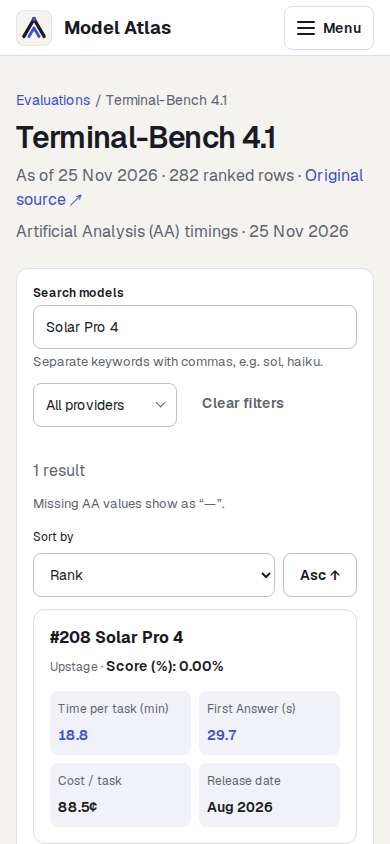 Model Atlas
Menu
Evaluations / Terminal-Bench 4.1
Terminal-Bench 4.1
As of 25 Nov 2026 · 282 ranked rows · Original
source ↗
Artificial Analysis (AA) timings · 25 Nov 2026
Search models
Solar Pro 4
Separate keywords with commas, e.g. sol, haiku.
All providers
Clear filters
1 result
Missing AA values show as “—”.
Sort by
Rank
Asc ↑
#208 Solar Pro 4
Upstage · Score (%): 0.00%
Time per task (min)
18.8
First Answer (s)
29.7
Cost / task
88.5¢
Release date
Aug 2026